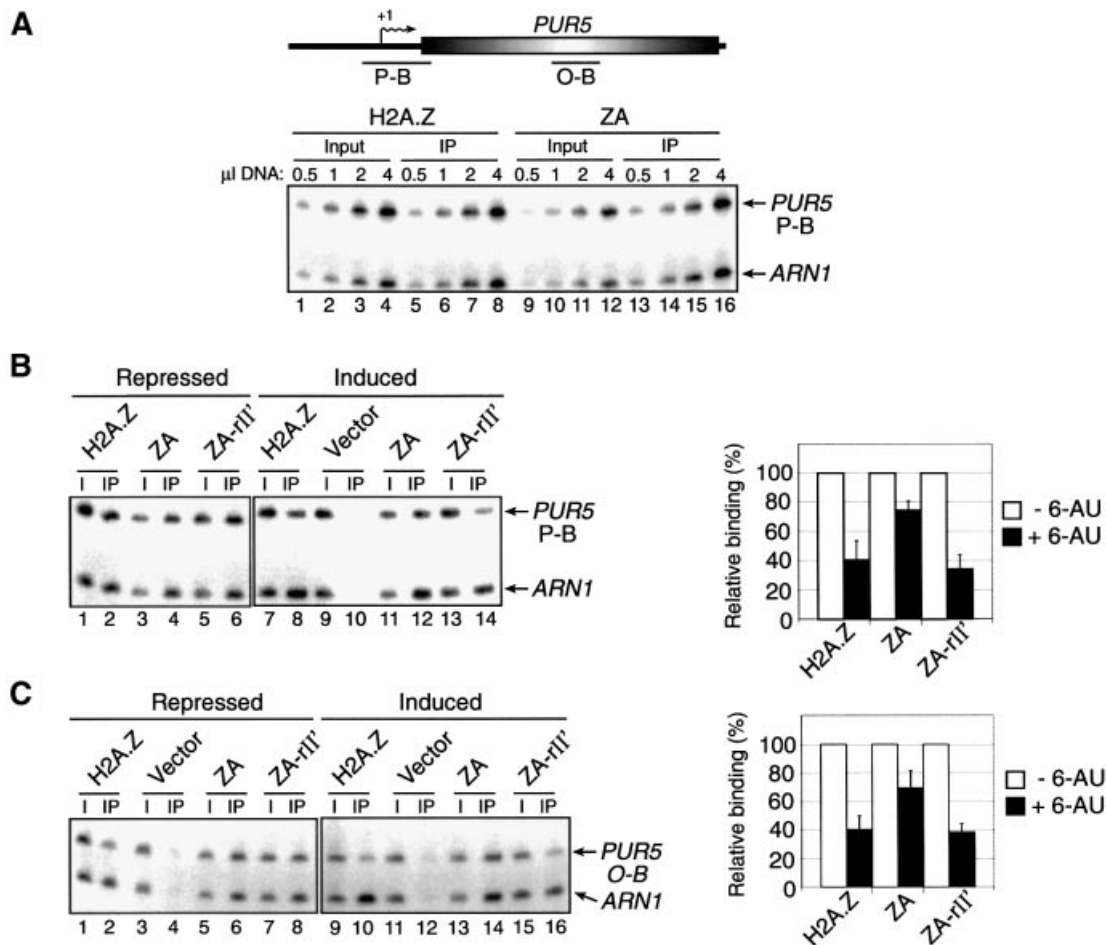 A
+1
PUR5
P-B
O-B
H2A.Z ZA
Input IP Input IP
µl DNA: 0.5 1 2 4 0.5 1 2 4 0.5 1 2 4 0.5 1 2 4
PUR5
P-B
ARN1
1 2 3 4 5 6 7 8 9 10 11 12 13 14 15 16
B
Repressed Induced
H2A.Z ZA ZA-rII' H2A.Z Vector ZA ZA-rII'
I IP I IP I IP I IP I IP I IP I IP
PUR5
P-B
ARN1
1 2 3 4 5 6 7 8 9 10 11 12 13 14
Relative binding (%)
100
80
60
40
20
0
- 6-AU
+ 6-AU
H2A.Z ZA ZA-rII'
C
Repressed Induced
H2A.Z Vector ZA ZA-rII' H2A.Z Vector ZA ZA-rII'
I IP I IP I IP I IP I IP I IP I IP I IP
PUR5
O-B
ARN1
1 2 3 4 5 6 7 8 9 10 11 12 13 14 15 16
Relative binding (%)
100
80
60
40
20
0
- 6-AU
+ 6-AU
H2A.Z ZA ZA-rII'